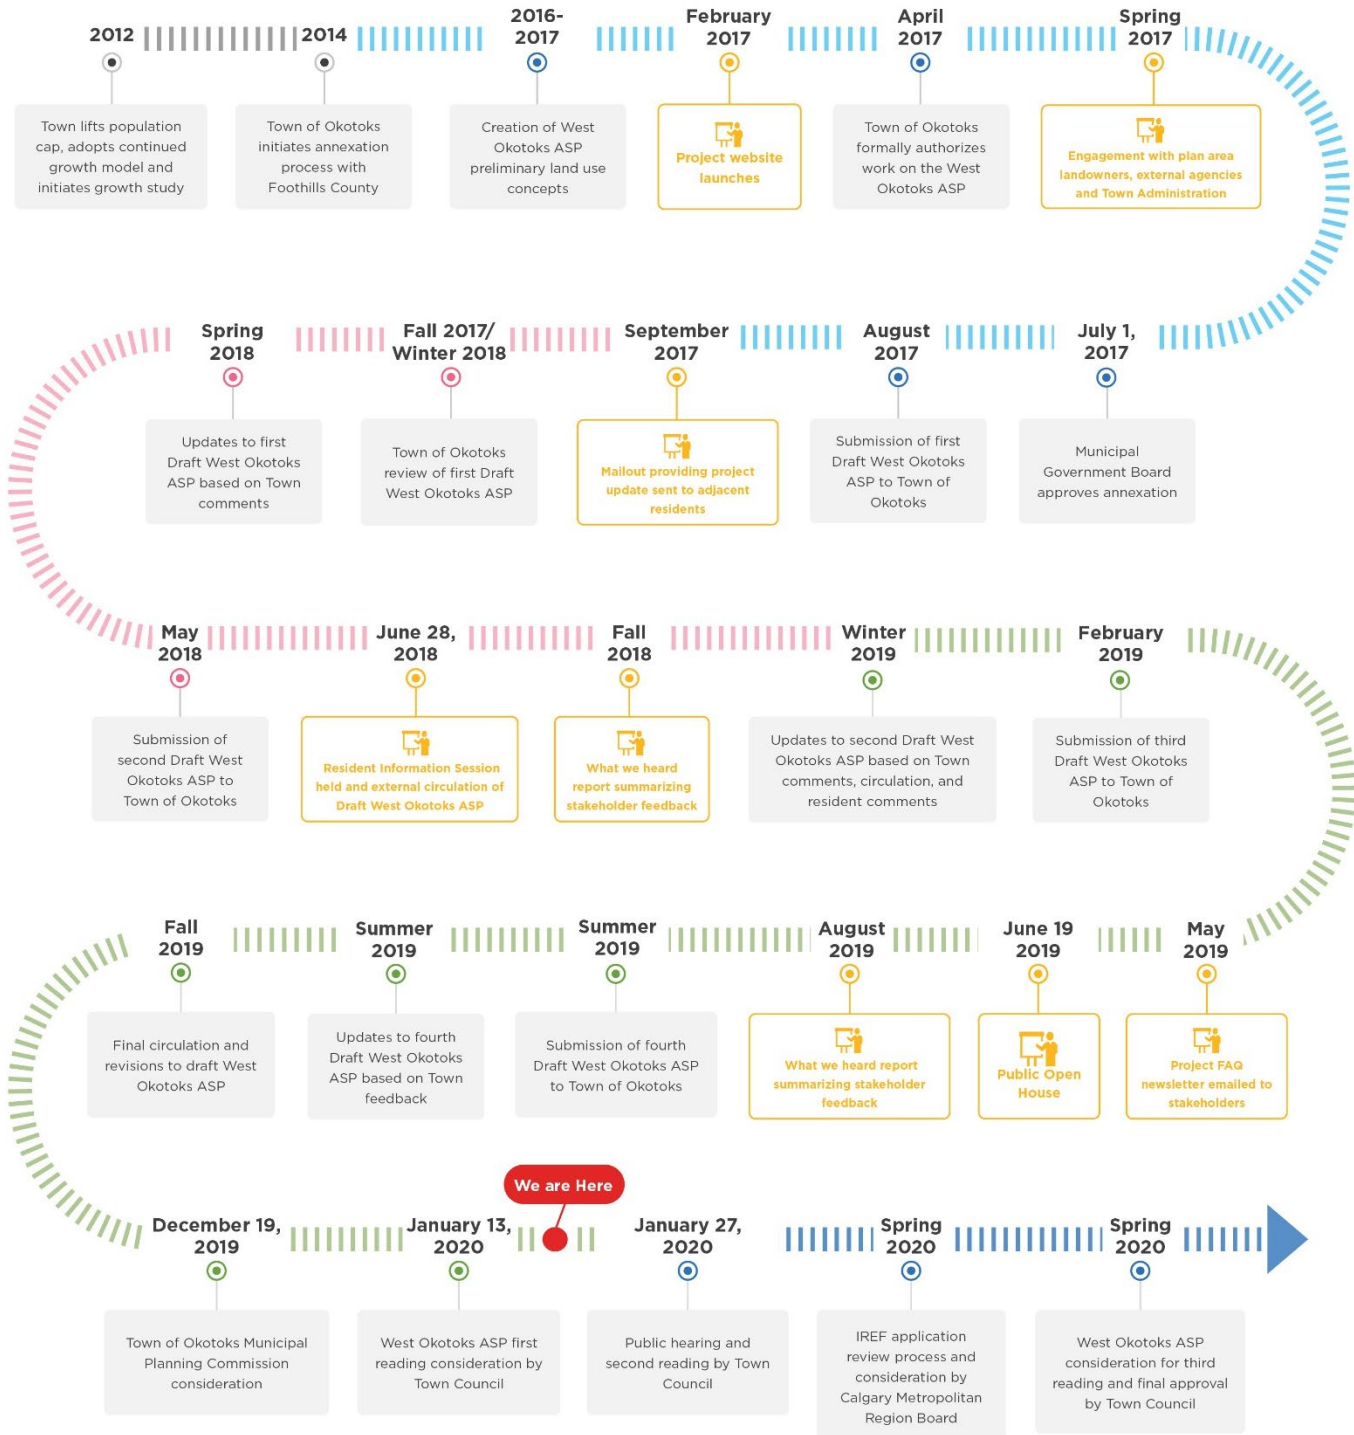 2012
Town lifts population
cap, adopts continued
growth model and
initiates growth study
2014
Town of Okotoks
initiates annexation
process with
Foothills County
2016-
2017
Creation of West
Okotoks ASP
preliminary land use
concepts
February
2017
Project website
launches
April
2017
Town of Okotoks
formally authorizes
work on the West
Okotoks ASP
Spring
2017
Engagement with plan area
landowners, external agencies
and Town Administration
July 1,
2017
Municipal
Government Board
approves annexation
August
2017
Submission of first
Draft West Okotoks
ASP to Town of
Okotoks
September
2017
Mailout providing project
update sent to adjacent
residents
Fall 2017/
Winter 2018
Town of Okotoks
review of first Draft
West Okotoks ASP
Spring
2018
Updates to first
Draft West Okotoks
ASP based on Town
comments
May
2018
Submission of
second Draft West
Okotoks ASP to
Town of Okotoks
June 28,
2018
Resident Information Session
held and external circulation of
Draft West Okotoks ASP
Fall
2018
What we heard
report summarizing
stakeholder feedback
Winter
2019
Updates to second Draft West
Okotoks ASP based on Town
comments, circulation, and
resident comments
February
2019
Submission of third
Draft West Okotoks
ASP to Town of
Okotoks
May
2019
Project FAQ
newsletter emailed to
stakeholders
June 19
2019
Public Open
House
August
2019
What we heard report
summarizing stakeholder
feedback
Summer
2019
Submission of fourth
Draft West Okotoks ASP
to Town of Okotoks
Summer
2019
Updates to fourth
Draft West Okotoks
ASP based on Town
feedback
Fall
2019
Final circulation and
revisions to draft West
Okotoks ASP
December 19,
2019
Town of Okotoks Municipal
Planning Commission
consideration
January 13,
2020
West Okotoks ASP first
reading consideration by
Town Council
We are Here
January 27,
2020
Public hearing and
second reading by Town
Council
Spring
2020
IREF application
review process and
consideration by
Calgary Metropolitan
Region Board
Spring
2020
West Okotoks ASP
consideration for third
reading and final approval
by Town Council